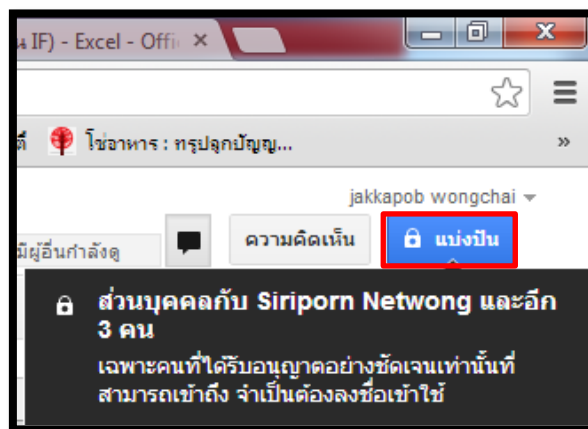 น IF) - Excel - Offi
โซ่อาหาร : ทรูปลูกปัญญ...
jakkapob wongchai
มีผู้อื่นกำลังดู
ความคิดเห็น
แบ่งปัน
ส่วนบุคคลกับ Siriporn Netwong และอีก
3 คน
เฉพาะคนที่ได้รับอนุญาตอย่างชัดเจนเท่านั้นที่
สามารถเข้าถึง จำเป็นต้องลงชื่อเข้าใช้